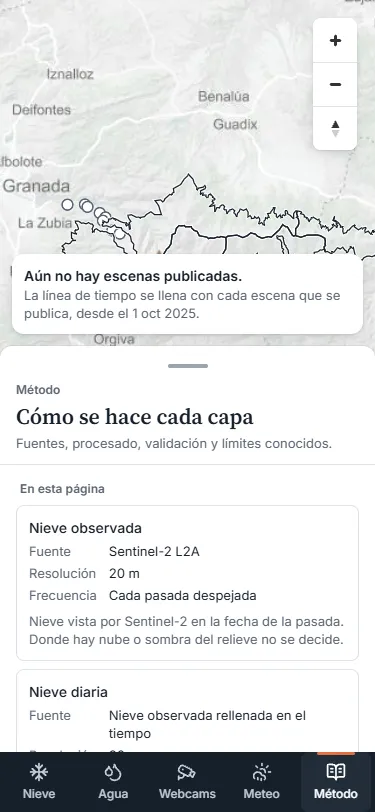 Iznalloz
Deifontes
Benalúa
Guadix
lbolote
Granada
La Zubia
Aún no hay escenas publicadas.
La línea de tiempo se llena con cada escena que se
publica, desde el 1 oct 2025.
Orgiva
Método
Cómo se hace cada capa
Fuentes, procesado, validación y límites conocidos.
En esta página
Nieve observada
Fuente Sentinel-2 L2A
Resolución 20 m
Frecuencia Cada pasada despejada
Nieve vista por Sentinel-2 en la fecha de la pasada.
Donde hay nube o sombra del relieve no se decide.
Nieve diaria
Fuente Nieve observada rellenada en el
tiempo
Nieve Agua Webcams Meteo Método